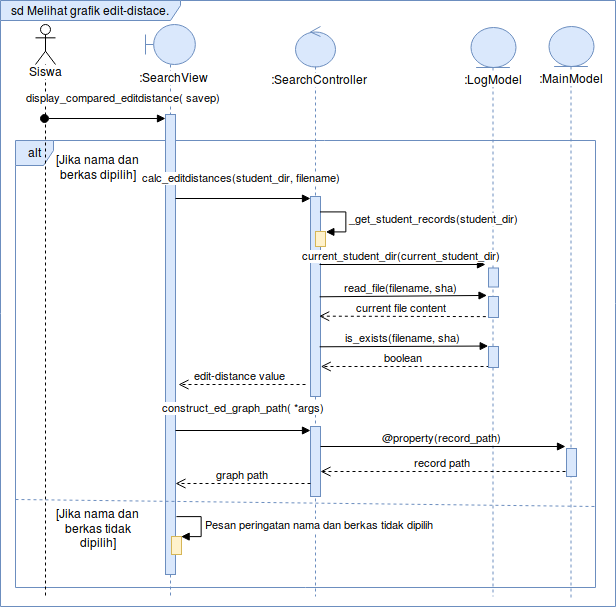 sd Melihat grafik edit-distace.
Siswa
:SearchView
:SearchController
:LogModel
:MainModel
display_compared_editdistance( savep)
alt
[Jika nama dan
berkas dipilih]
calc_editdistances(student_dir, filename)
_get_student_records(student_dir)
current_student_dir(current_student_dir)
read_file(filename, sha)
current file content
is_exists(filename, sha)
boolean
edit-distance value
construct_ed_graph_path( *args)
@property(record_path)
record path
graph path
[Jika nama dan
berkas tidak
dipilih]
Pesan peringatan nama dan berkas tidak dipilih